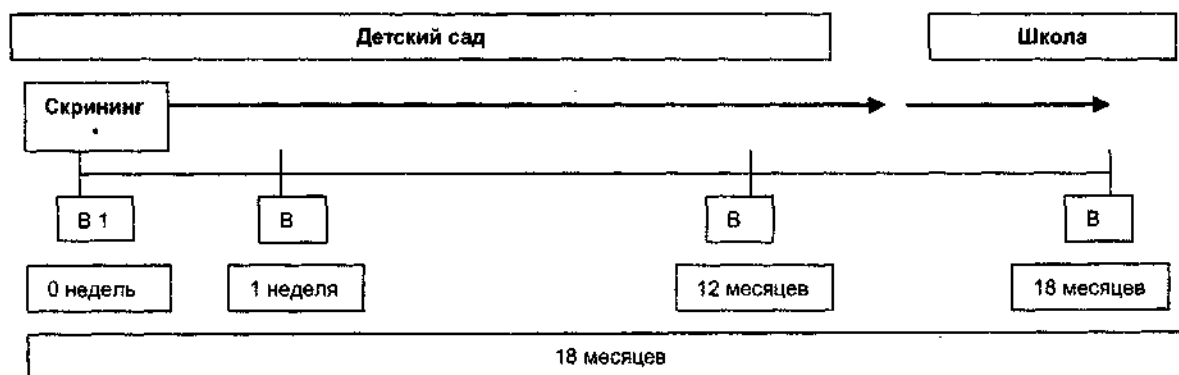 Детский сад
Школа
Скрининг
*
В 1
В
В
В
0 недель
1 неделя
12 месяцев
18 месяцев
18 месяцев